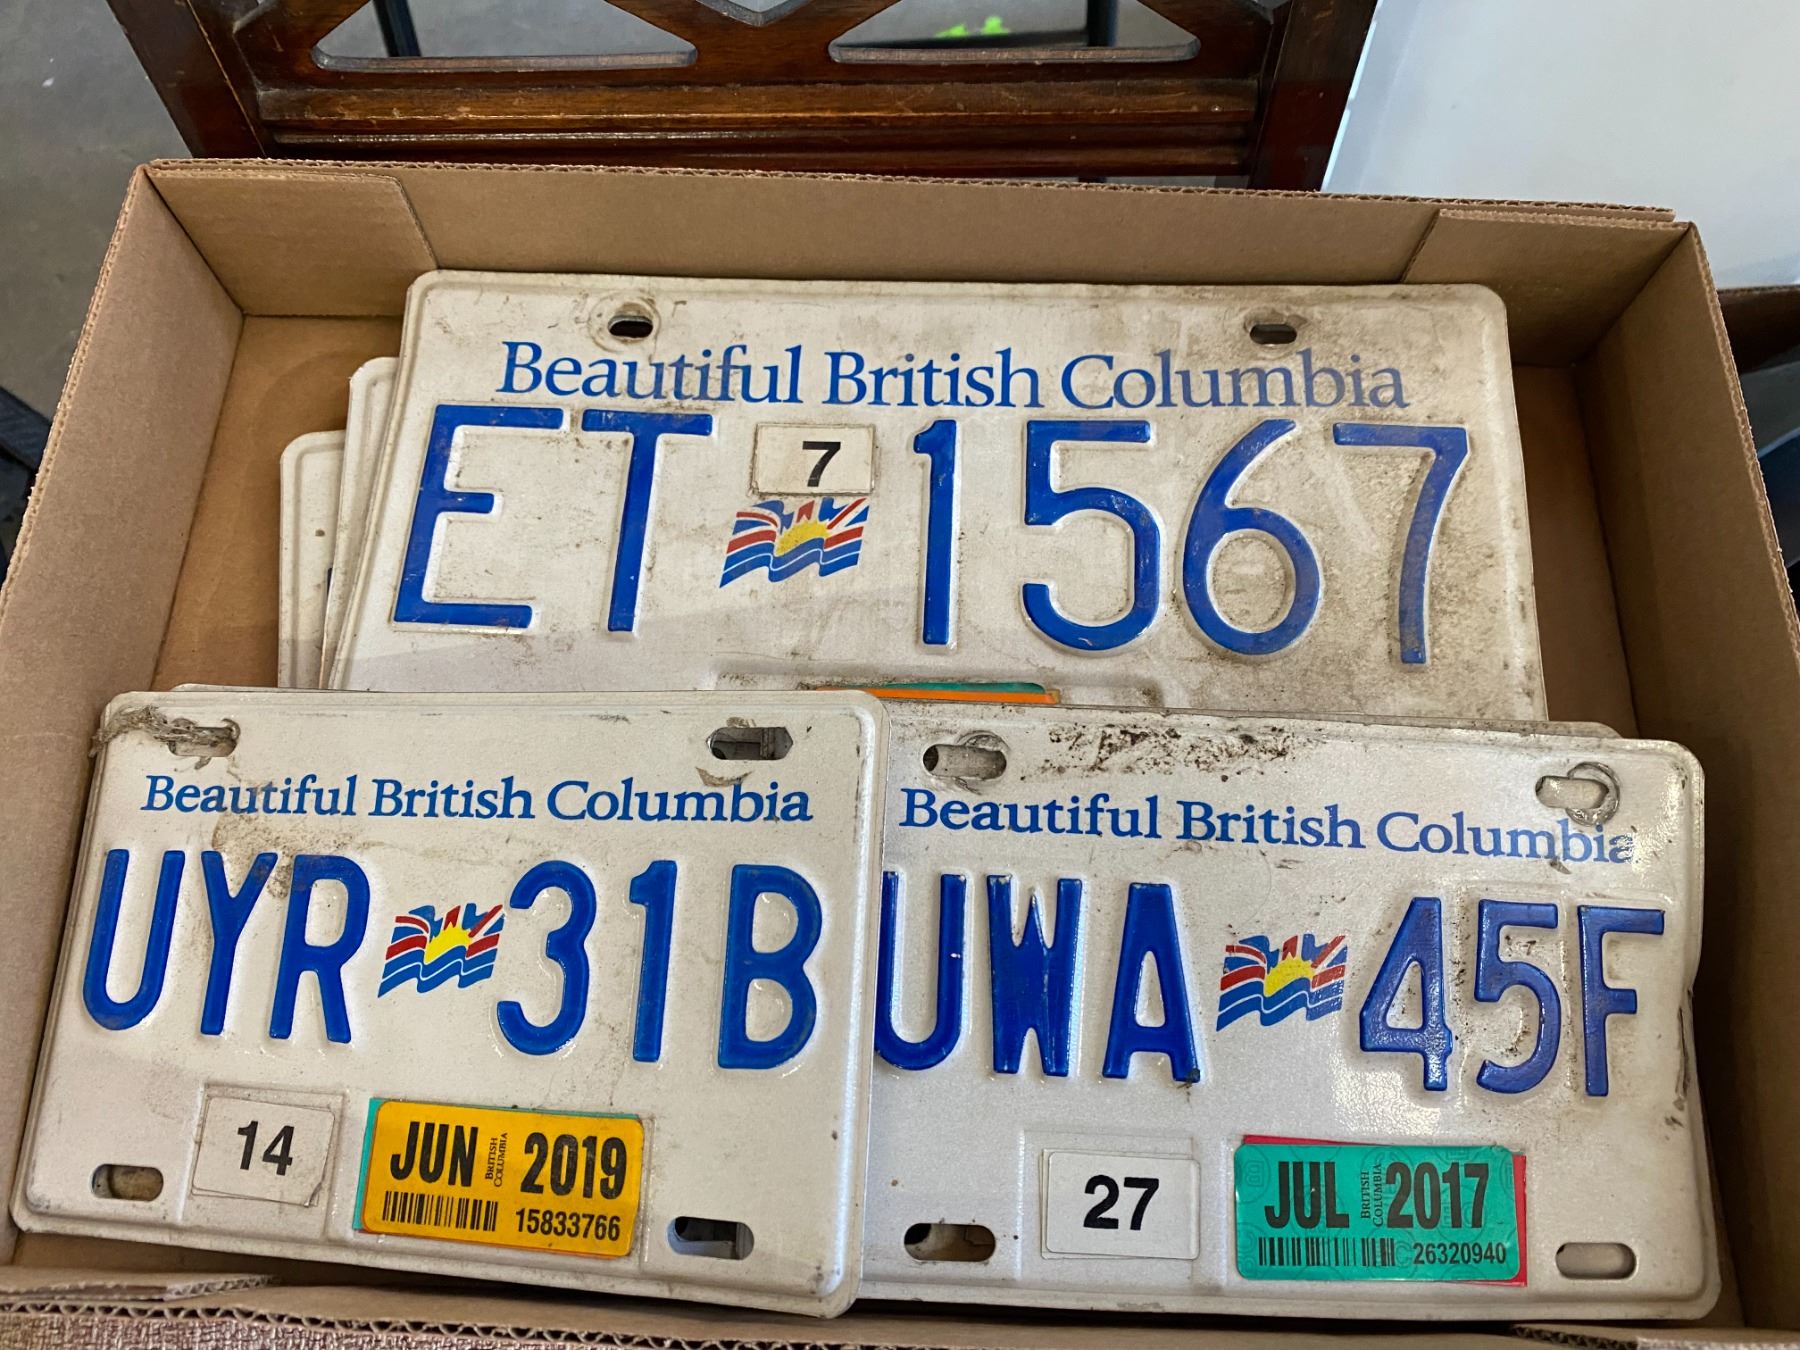 Beautiful British Columbia
ET 1567
7
Beautiful British Columbia
UYR 31B
14
JUN BRITISH COLUMBIA 2019
15833766
Beautiful British Columbia
UWA 45F
27
JUL BRITISH COLUMBIA 2017
26320940